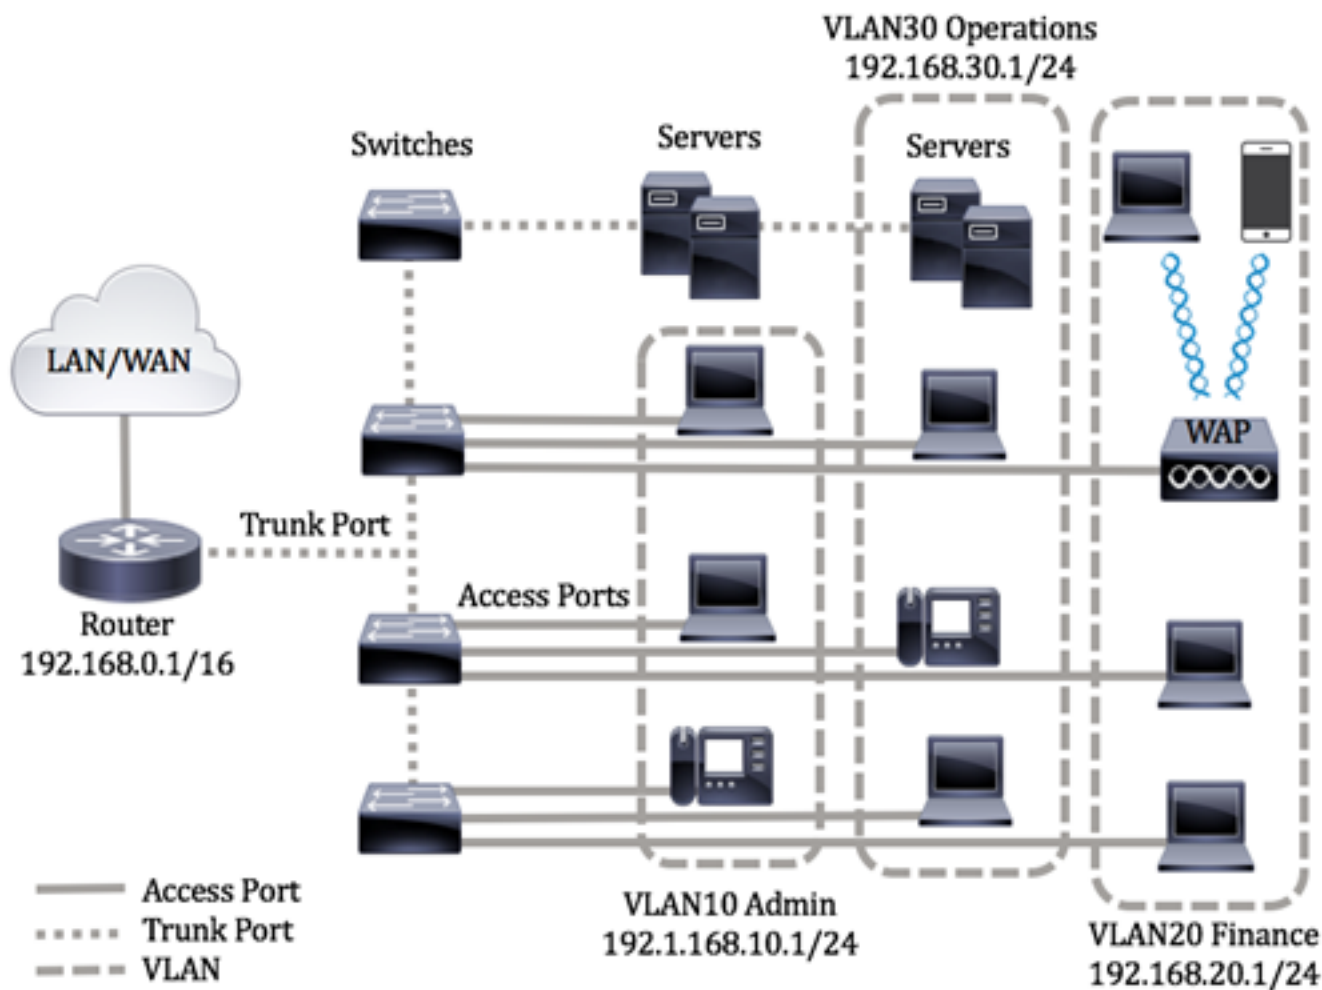 VLAN30 Operations
192.168.30.1/24
Switches
Servers
Servers
LAN/WAN
WAP
Trunk Port
Access Ports
Router
192.168.0.1/16
VLAN10 Admin
192.1.168.10.1/24
VLAN20 Finance
192.168.20.1/24
Access Port
Trunk Port
VLAN